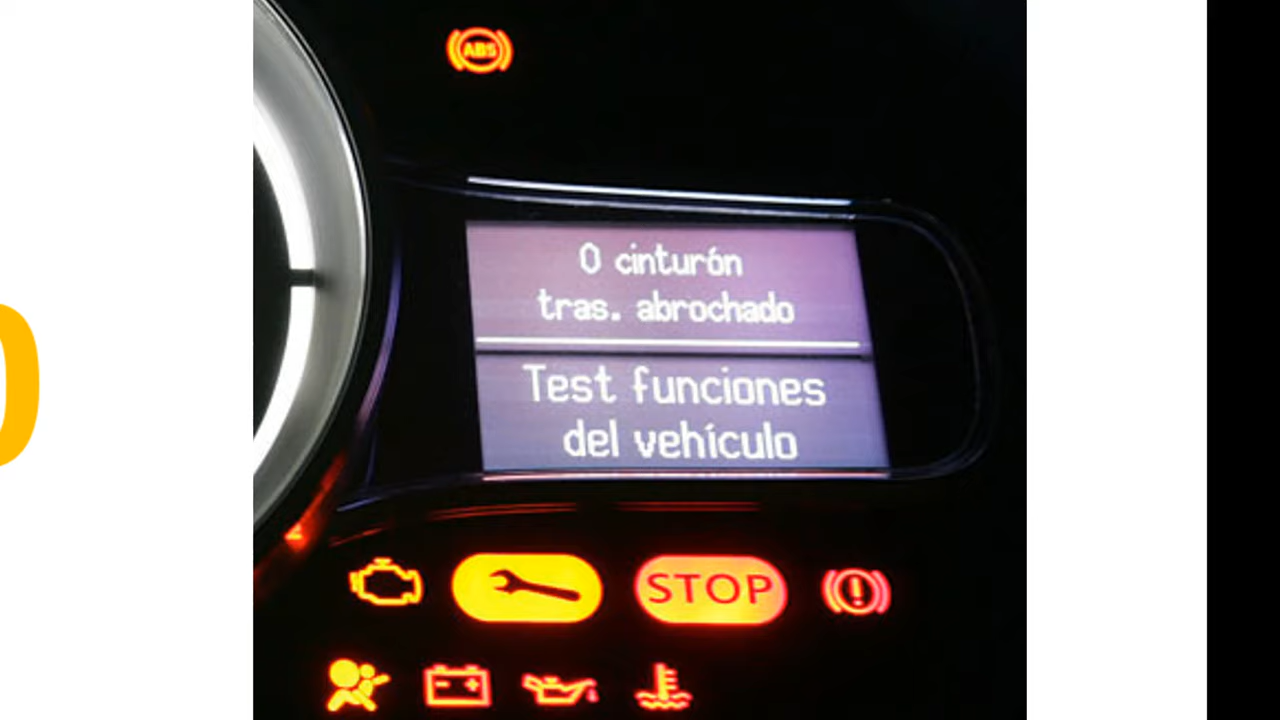 ABS
0 cinturón
tras. abrochado
Test funciones
del vehículo
STOP